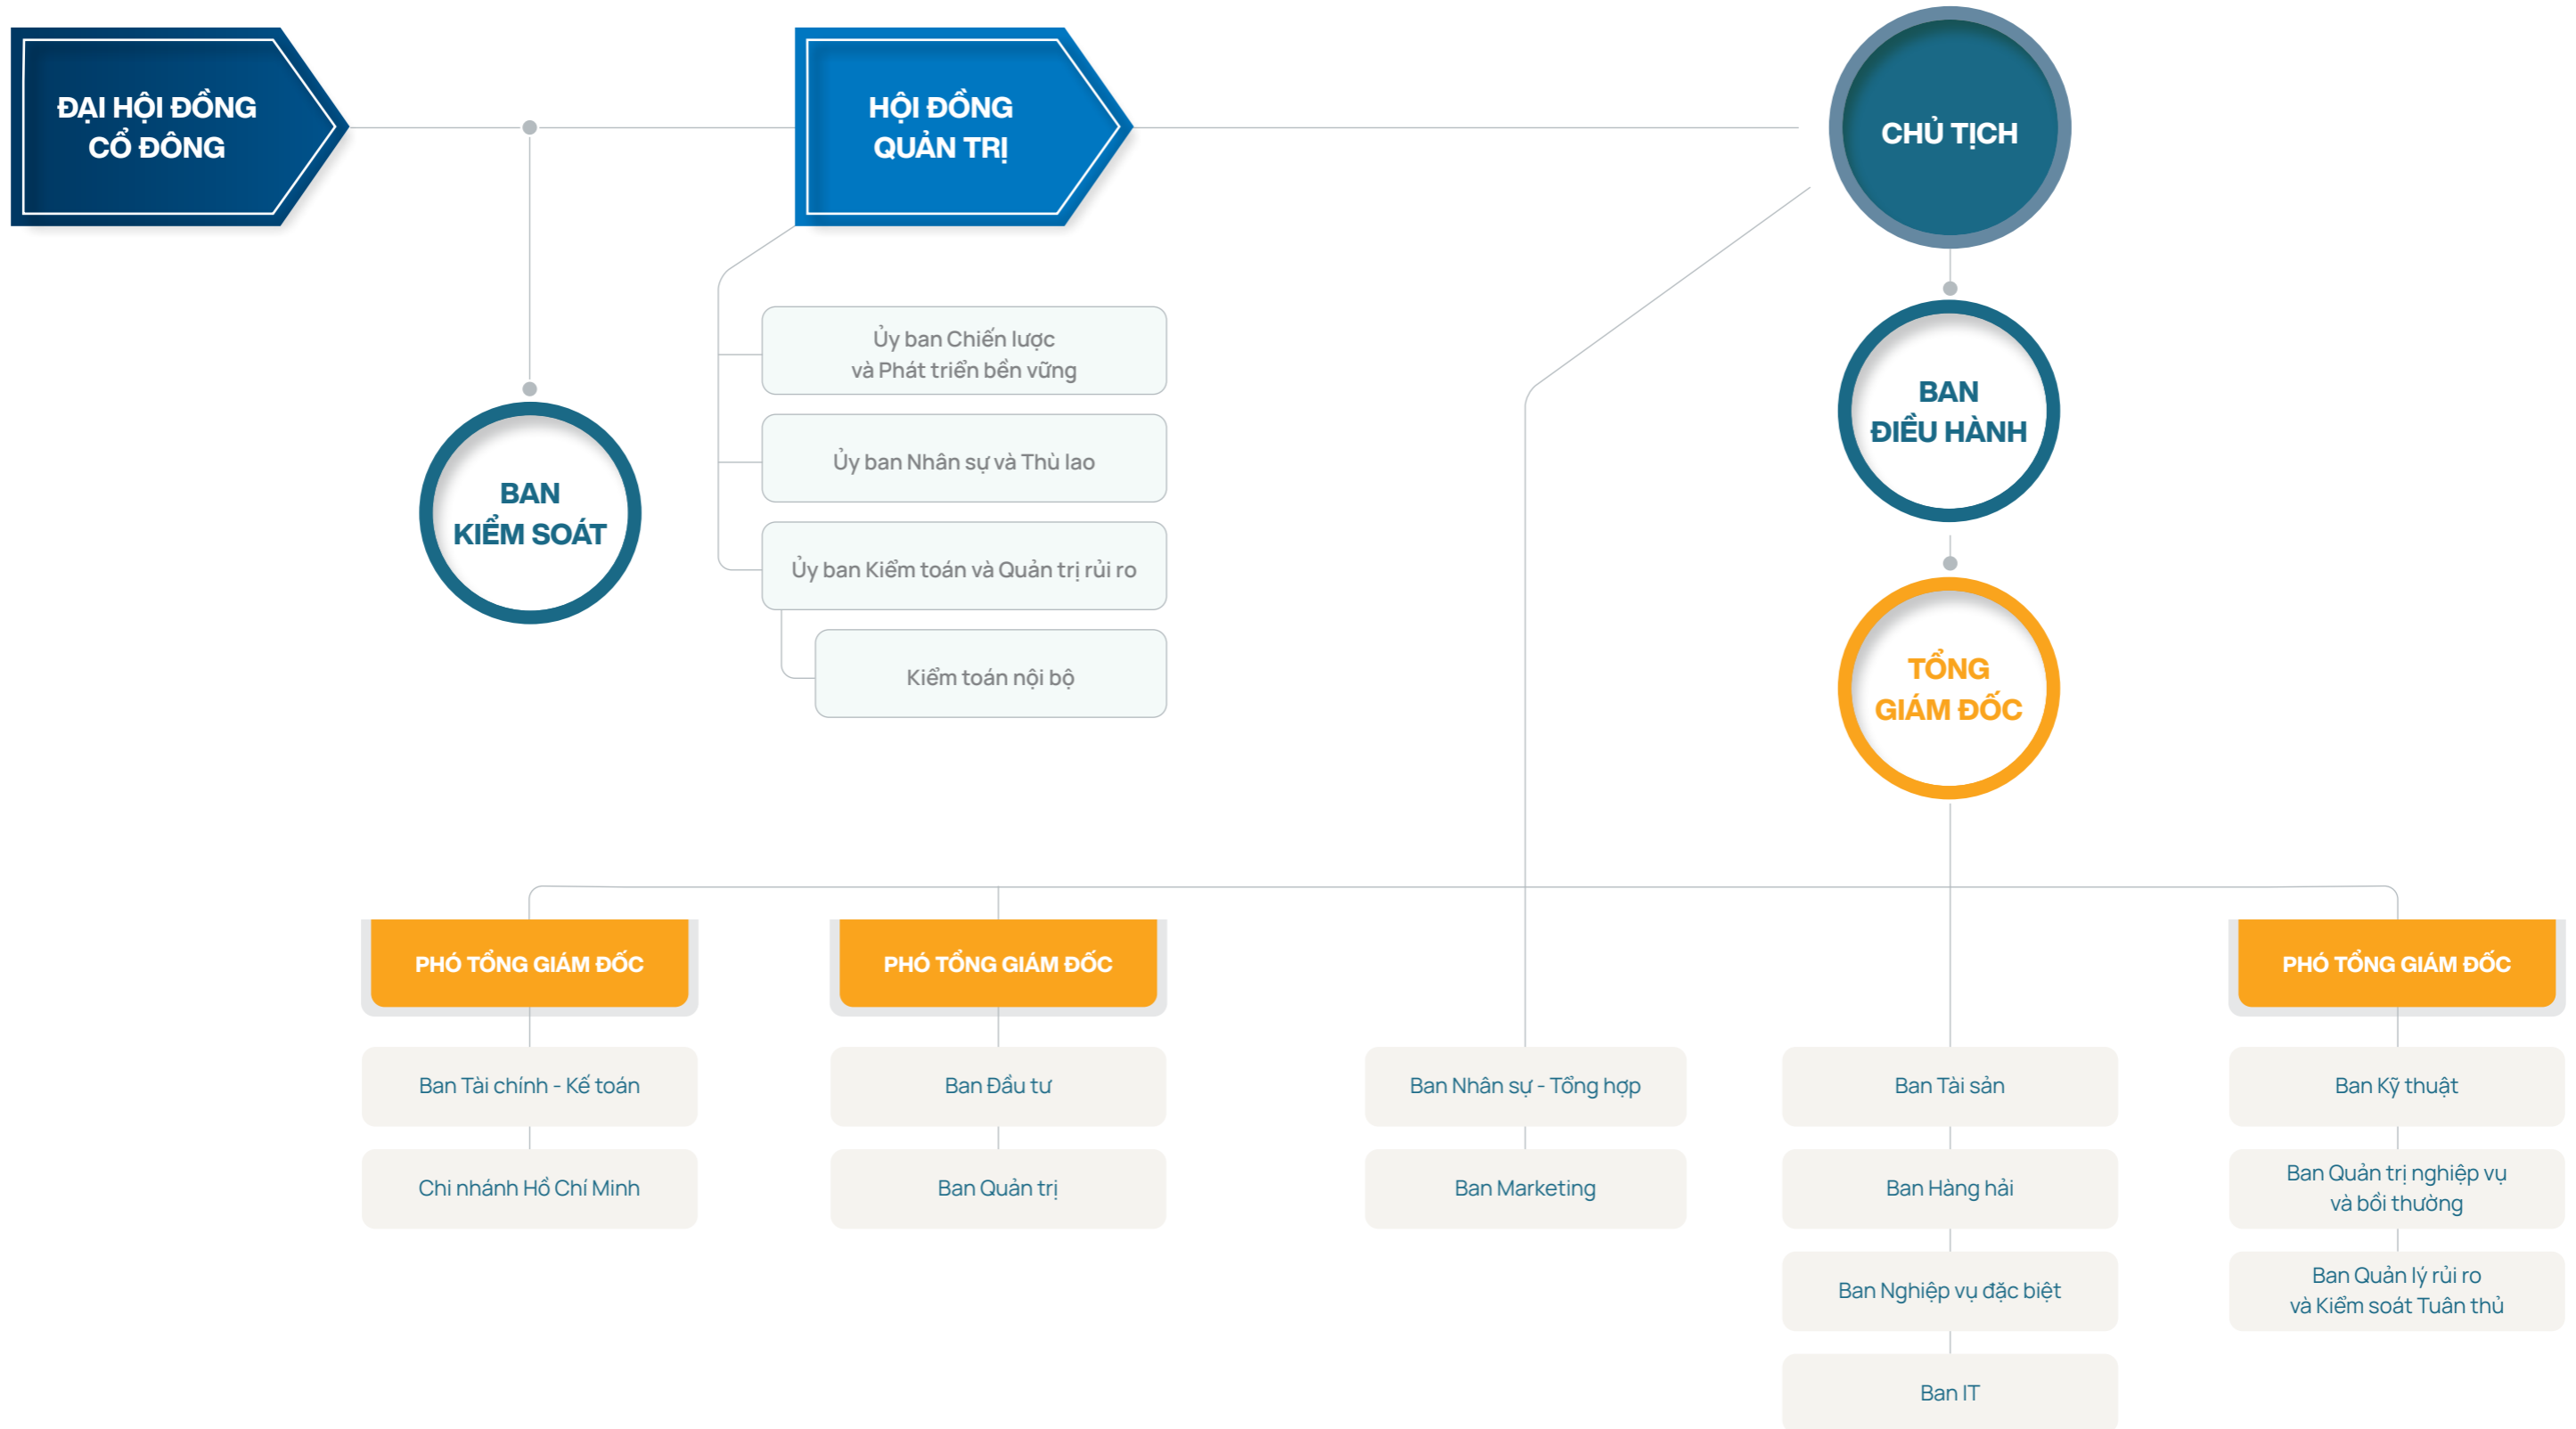 ĐẠI HỘI ĐỒNG
CỔ ĐÔNG
HỘI ĐỒNG
QUẢN TRỊ
CHỦ TỊCH
Ủy ban Chiến lược
và Phát triển bền vững
Ủy ban Nhân sự và Thù lao
Ủy ban Kiểm toán và Quản trị rủi ro
Kiểm toán nội bộ
BAN
KIỂM SOÁT
BAN
ĐIỀU HÀNH
TỔNG
GIÁM ĐỐC
PHÓ TỔNG GIÁM ĐỐC
Ban Tài chính - Kế toán
Chi nhánh Hồ Chí Minh
PHÓ TỔNG GIÁM ĐỐC
Ban Đầu tư
Ban Quản trị
Ban Nhân sự - Tổng hợp
Ban Marketing
Ban Tài sản
Ban Hàng hải
Ban Nghiệp vụ đặc biệt
Ban IT
PHÓ TỔNG GIÁM ĐỐC
Ban Kỹ thuật
Ban Quản trị nghiệp vụ
và bồi thường
Ban Quản lý rủi ro
và Kiểm soát Tuân thủ